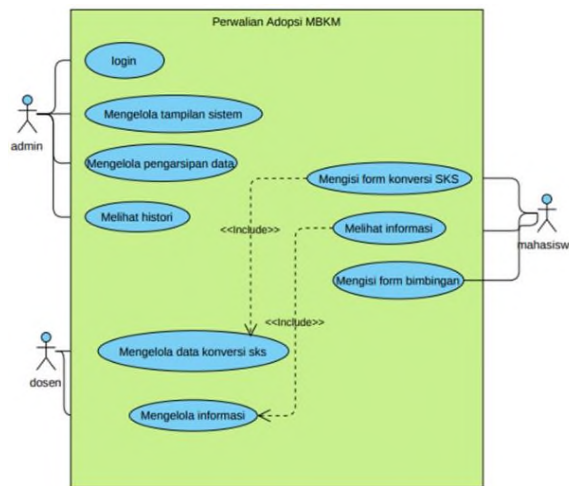 Perwalian Adopsi MBKM
login
Mengelola tampilan sistem
admin
Mengelola pengarsipan data
Mengisi form konversi SKS
Melihat histori
<<Include>>
Melihat informasi
mahasisw
Mengisi form bimbingan
<<Include>>
Mengelola data konversi sks
dosen
Mengelola informasi